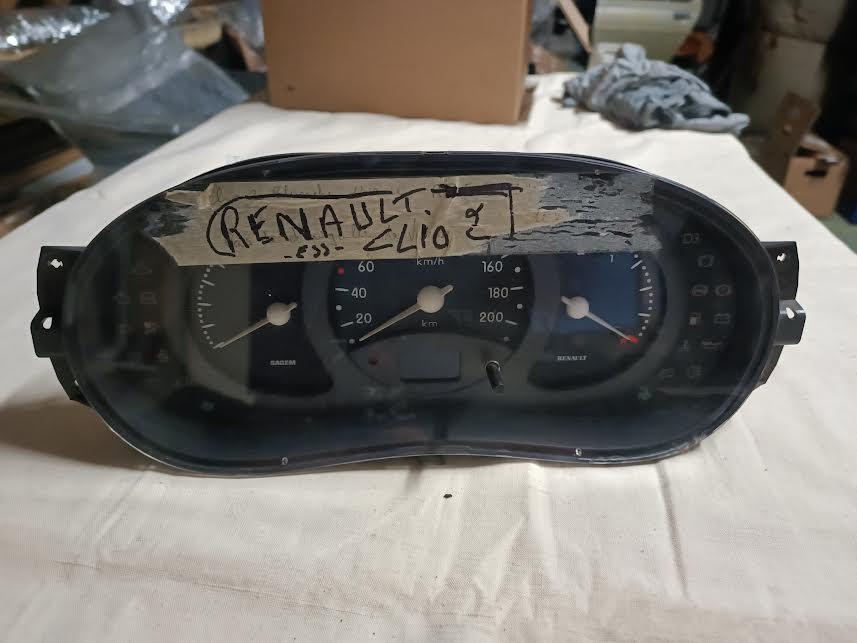 RENAULT.
-ESS- CLIO 2
60 km/h 160
1
40 180
20 km 200
SAGEM RENAULT